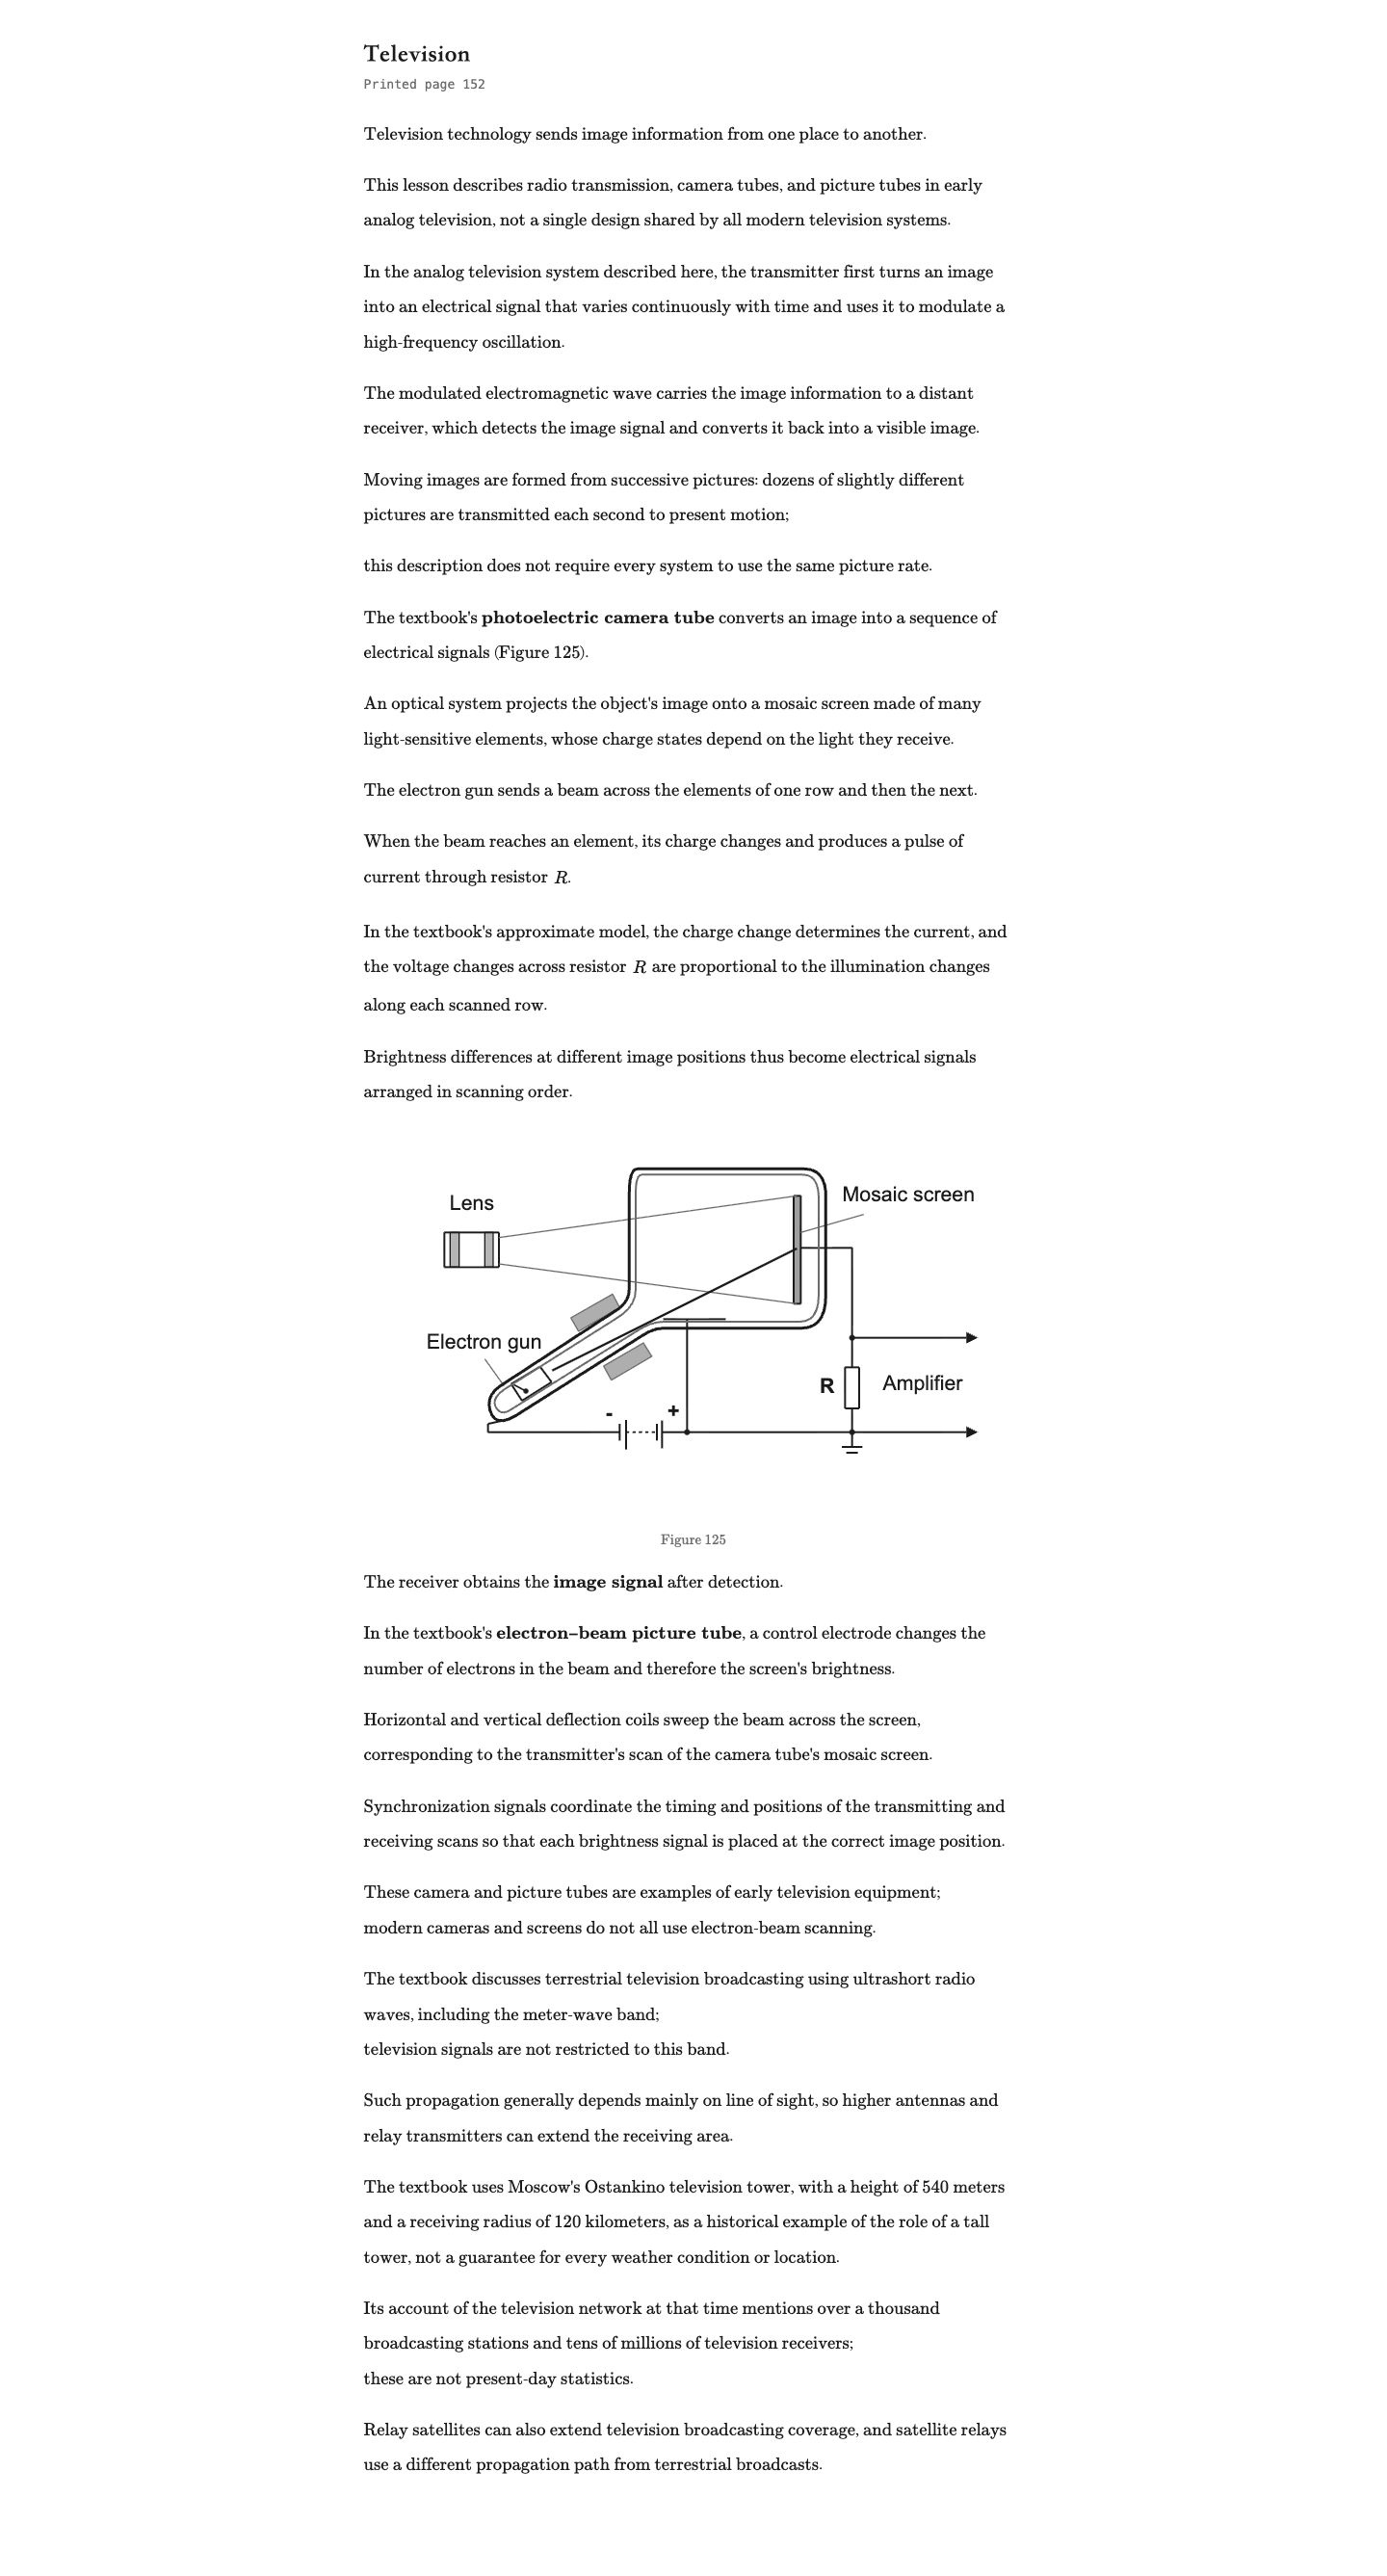 Television
Printed page 152
Television technology sends image information from one place to another.
This lesson describes radio transmission, camera tubes, and picture tubes in early
analog television, not a single design shared by all modern television systems.
In the analog television system described here, the transmitter first turns an image
into an electrical signal that varies continuously with time and uses it to modulate a
high-frequency oscillation.
The modulated electromagnetic wave carries the image information to a distant
receiver, which detects the image signal and converts it back into a visible image.
Moving images are formed from successive pictures: dozens of slightly different
pictures are transmitted each second to present motion;
this description does not require every system to use the same picture rate.
The textbook's photoelectric camera tube converts an image into a sequence of
electrical signals (Figure 125).
An optical system projects the object's image onto a mosaic screen made of many
light-sensitive elements, whose charge states depend on the light they receive.
The electron gun sends a beam across the elements of one row and then the next.
When the beam reaches an element, its charge changes and produces a pulse of
current through resistor R.
In the textbook's approximate model, the charge change determines the current, and
the voltage changes across resistor R are proportional to the illumination changes
along each scanned row.
Brightness differences at different image positions thus become electrical signals
arranged in scanning order.
Lens
Mosaic screen
Electron gun
R
Amplifier
-
+
Figure 125
The receiver obtains the image signal after detection.
In the textbook's electron–beam picture tube, a control electrode changes the
number of electrons in the beam and therefore the screen's brightness.
Horizontal and vertical deflection coils sweep the beam across the screen,
corresponding to the transmitter's scan of the camera tube's mosaic screen.
Synchronization signals coordinate the timing and positions of the transmitting and
receiving scans so that each brightness signal is placed at the correct image position.
These camera and picture tubes are examples of early television equipment;
modern cameras and screens do not all use electron-beam scanning.
The textbook discusses terrestrial television broadcasting using ultrashort radio
waves, including the meter-wave band;
television signals are not restricted to this band.
Such propagation generally depends mainly on line of sight, so higher antennas and
relay transmitters can extend the receiving area.
The textbook uses Moscow's Ostankino television tower, with a height of 540 meters
and a receiving radius of 120 kilometers, as a historical example of the role of a tall
tower, not a guarantee for every weather condition or location.
Its account of the television network at that time mentions over a thousand
broadcasting stations and tens of millions of television receivers;
these are not present-day statistics.
Relay satellites can also extend television broadcasting coverage, and satellite relays
use a different propagation path from terrestrial broadcasts.